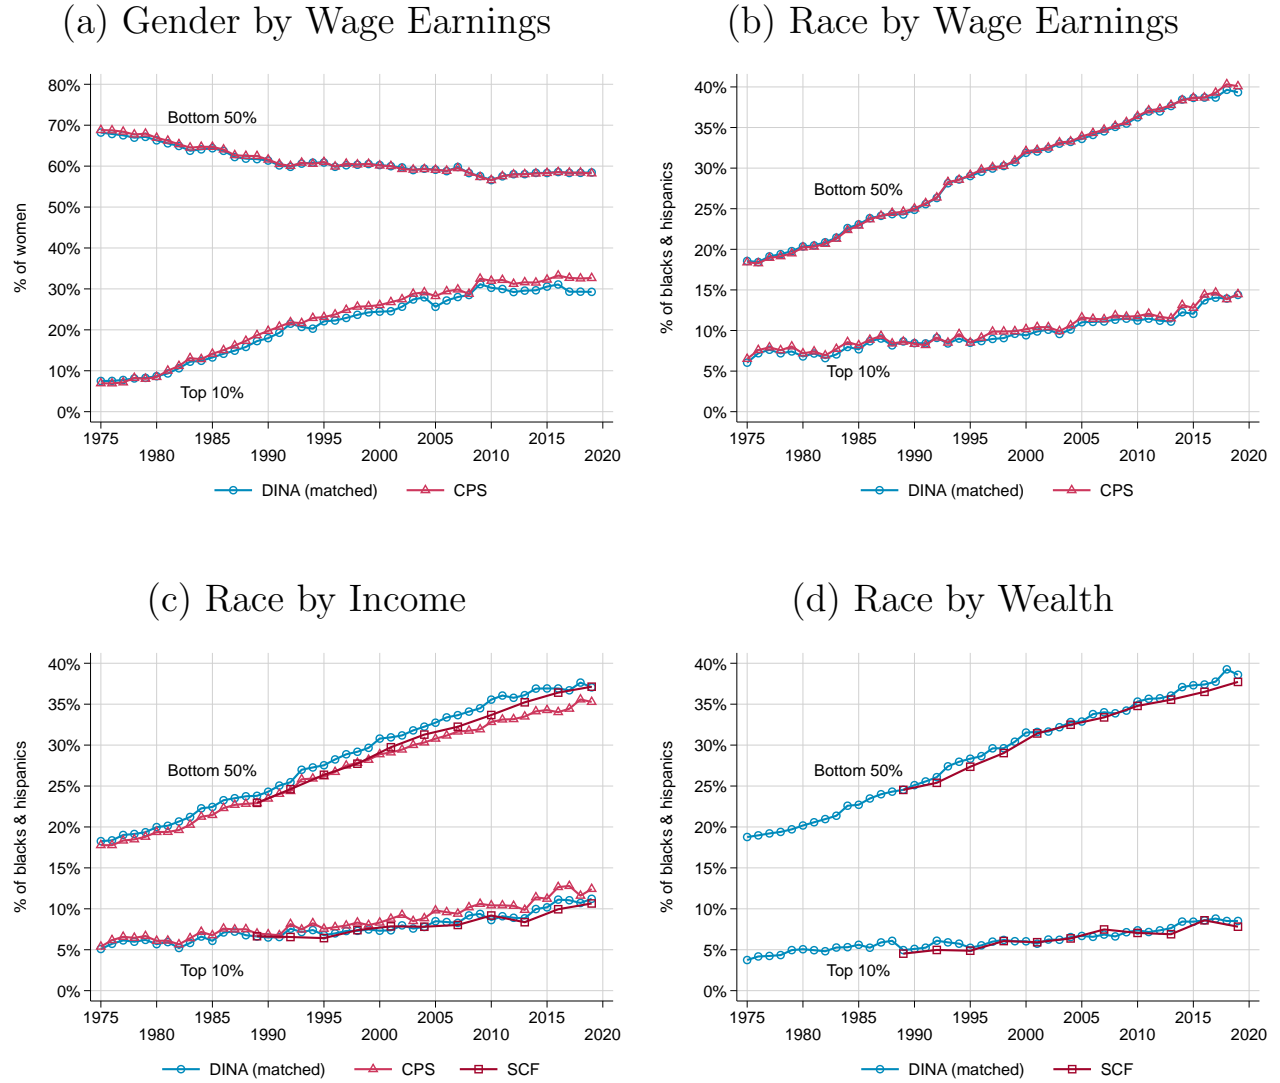 (a) Gender by Wage Earnings
% of women
80%
70%
60%
50%
40%
30%
20%
10%
0%
Bottom 50%
Top 10%
1975 1985 1990 1995 2005 2015
1980 1990 2000 2010 2020
DINA (matched) CPS
(b) Race by Wage Earnings
% of blacks & hispanics
40%
35%
30%
25%
20%
15%
10%
5%
0%
Bottom 50%
Top 10%
1975 1985 1995 2005 2015
1980 1990 2000 2010 2020
DINA (matched) CPS
(c) Race by Income
% of blacks & hispanics
40%
35%
30%
25%
20%
15%
10%
5%
0%
Bottom 50%
Top 10%
1975 1985 1995 2005 2015
1980 1990 2000 2010 2020
DINA (matched) CPS SCF
(d) Race by Wealth
% of blacks & hispanics
40%
35%
30%
25%
20%
15%
10%
5%
0%
Bottom 50%
Top 10%
1975 1985 1995 2005 2015
1980 1990 2000 2010 2020
DINA (matched) SCF